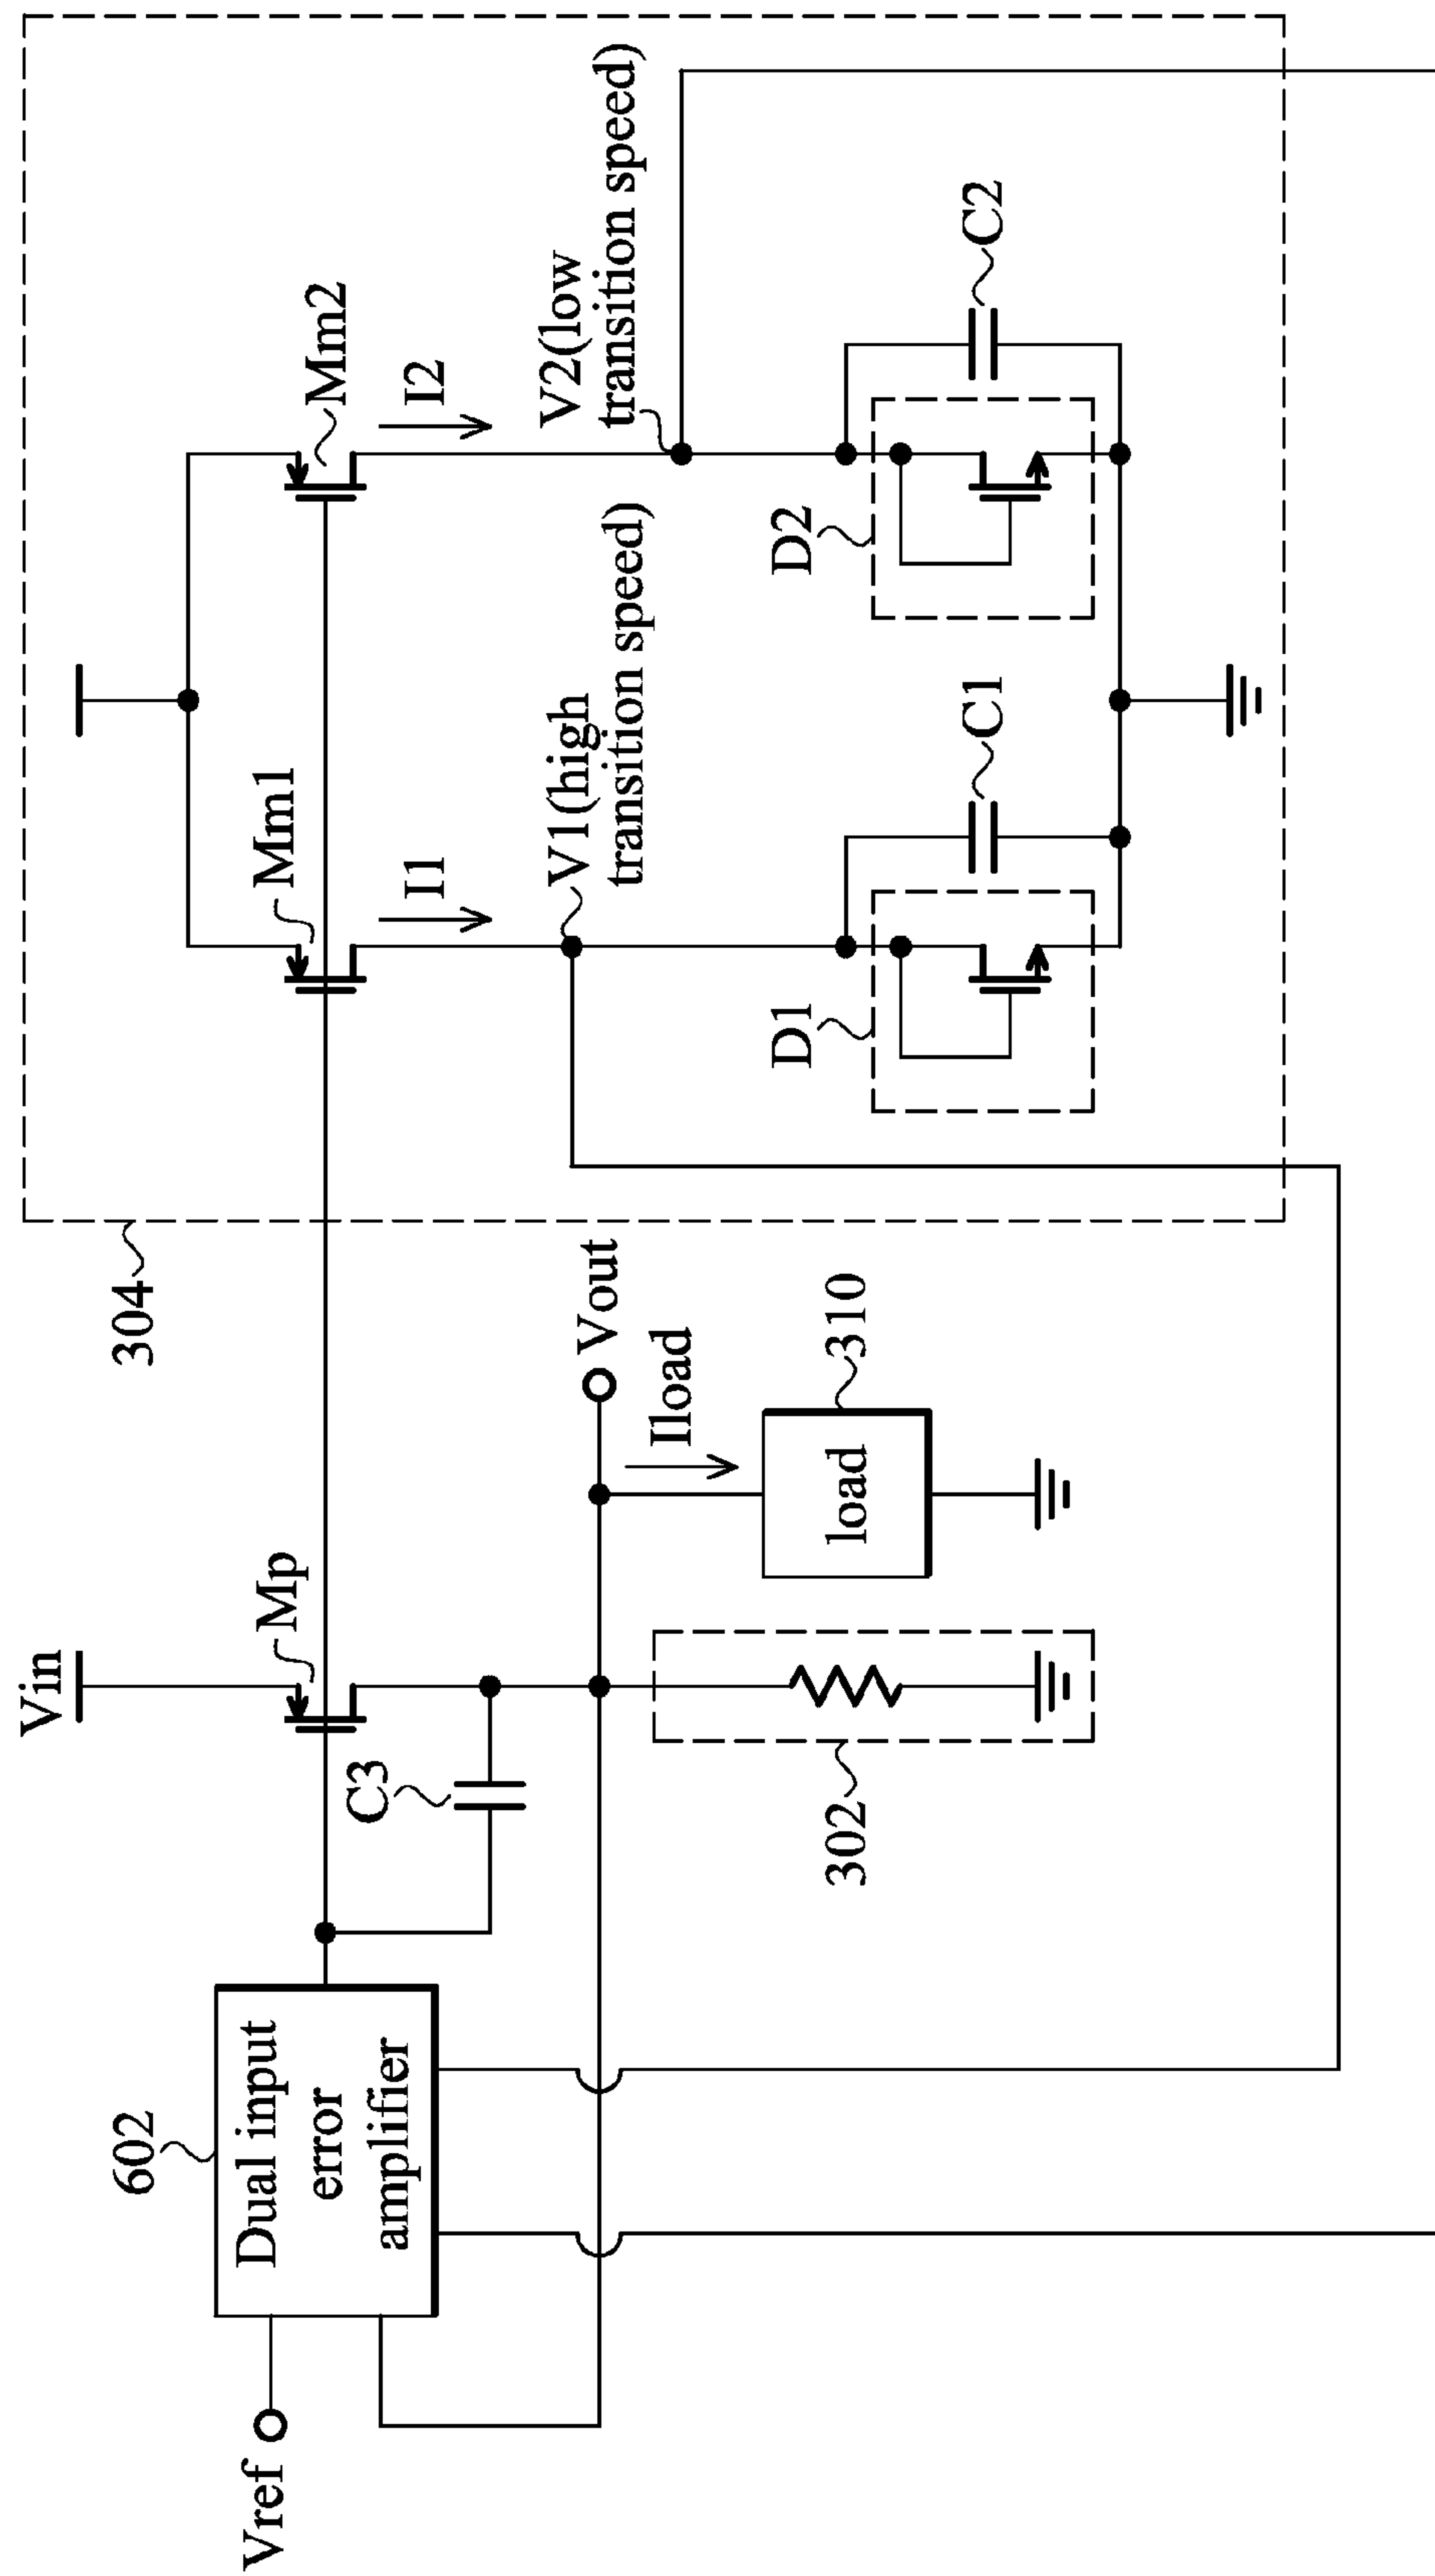 Vref
602
Dual input
error
amplifier
Vin
Mp
C3
302
Vout
Iload
load
310
304
Mm1
I1
V1(high
transition speed)
D1
C1
Mm2
I2
V2(low
transition speed)
D2
C2